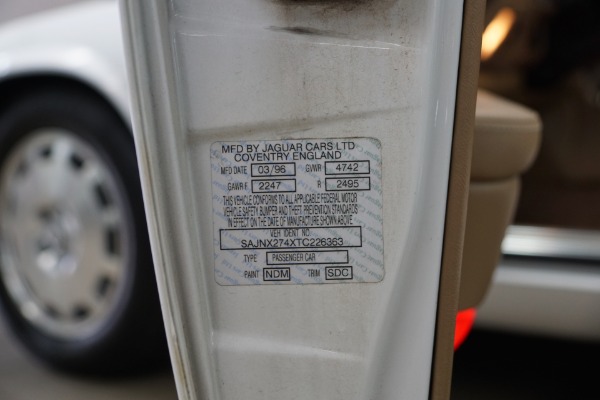 MFD BY JAGUAR CARS LTD
COVENTRY ENGLAND
MFD DATE 03/96 GVWR 4742
GAWR F 2247 R 2495
THIS VEHICLE CONFORMS TO ALL APPLICABLE FEDERAL MOTOR
VEHICLE SAFETY, BUMPER AND THEFT PREVENTION STANDARDS
IN EFFECT ON THE DATE OF MANUFACTURE SHOWN ABOVE.
VEH IDENT NO.
SAJNX274XTC226363
TYPE PASSENGER CAR
PAINT NDM TRIM SDC